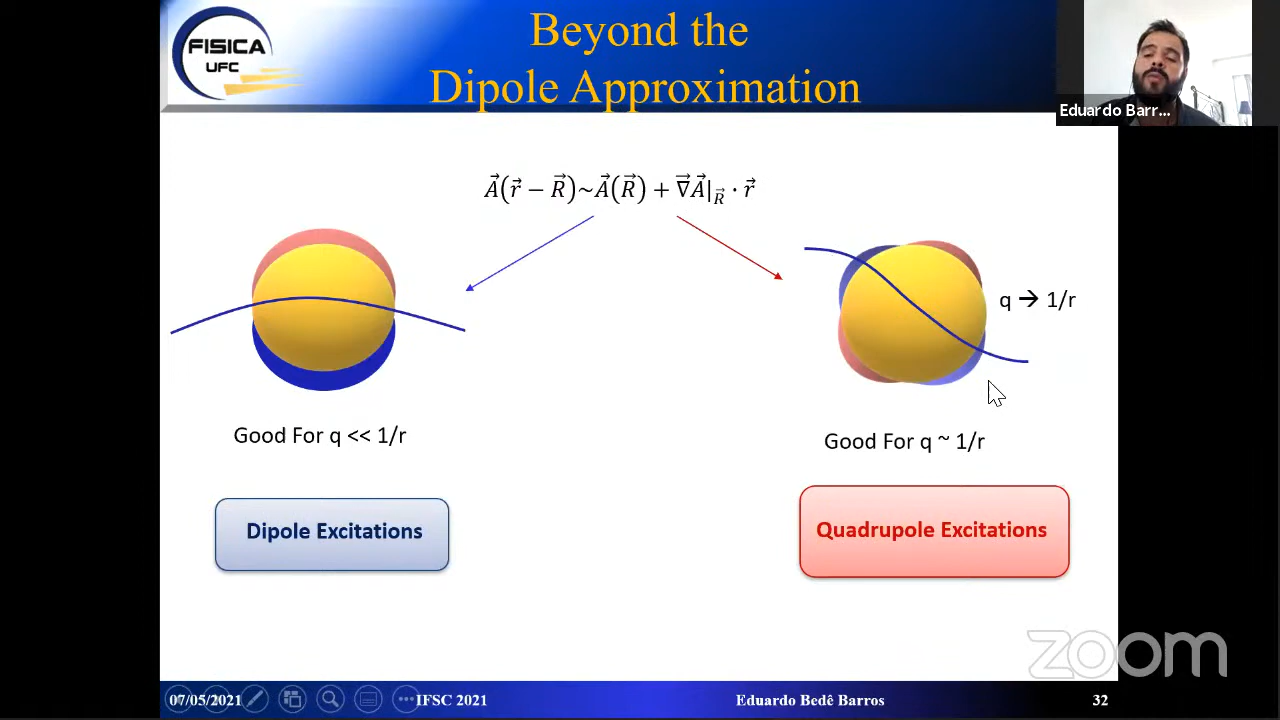 FISICA
UFC
Beyond the
Dipole Approximation
Eduardo Barr...
A⃗(r⃗ − R⃗)~A⃗(R⃗) + ∇⃗A⃗|R⃗ · r⃗
q → 1/r
Good For q << 1/r
Good For q ~ 1/r
Dipole Excitations
Quadrupole Excitations
zoom
07/05/2021
IFSC 2021
Eduardo Bedê Barros
32